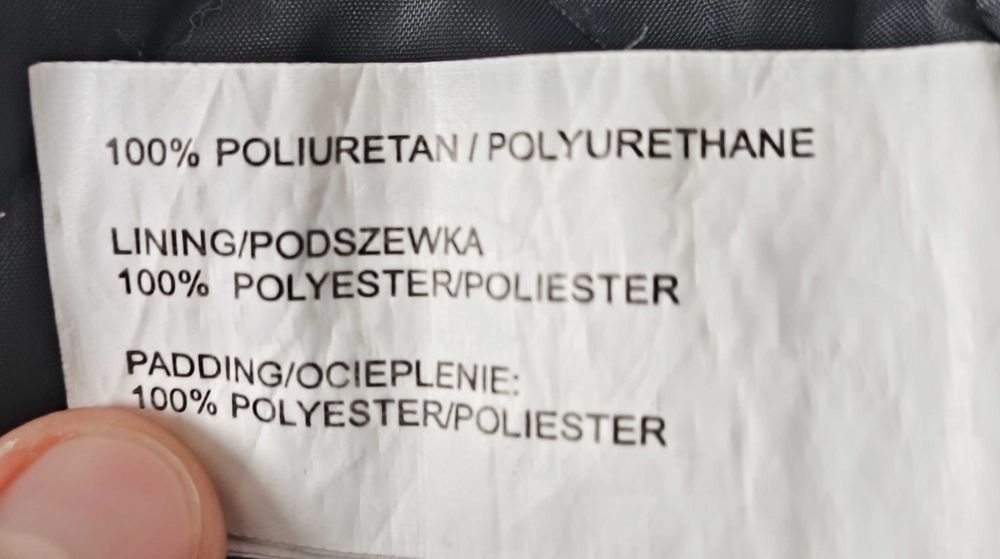 100% POLIURETAN / POLYURETHANE
LINING/PODSZEWKA
100% POLYESTER/POLIESTER
PADDING/OCIEPLENIE:
100% POLYESTER/POLIESTER